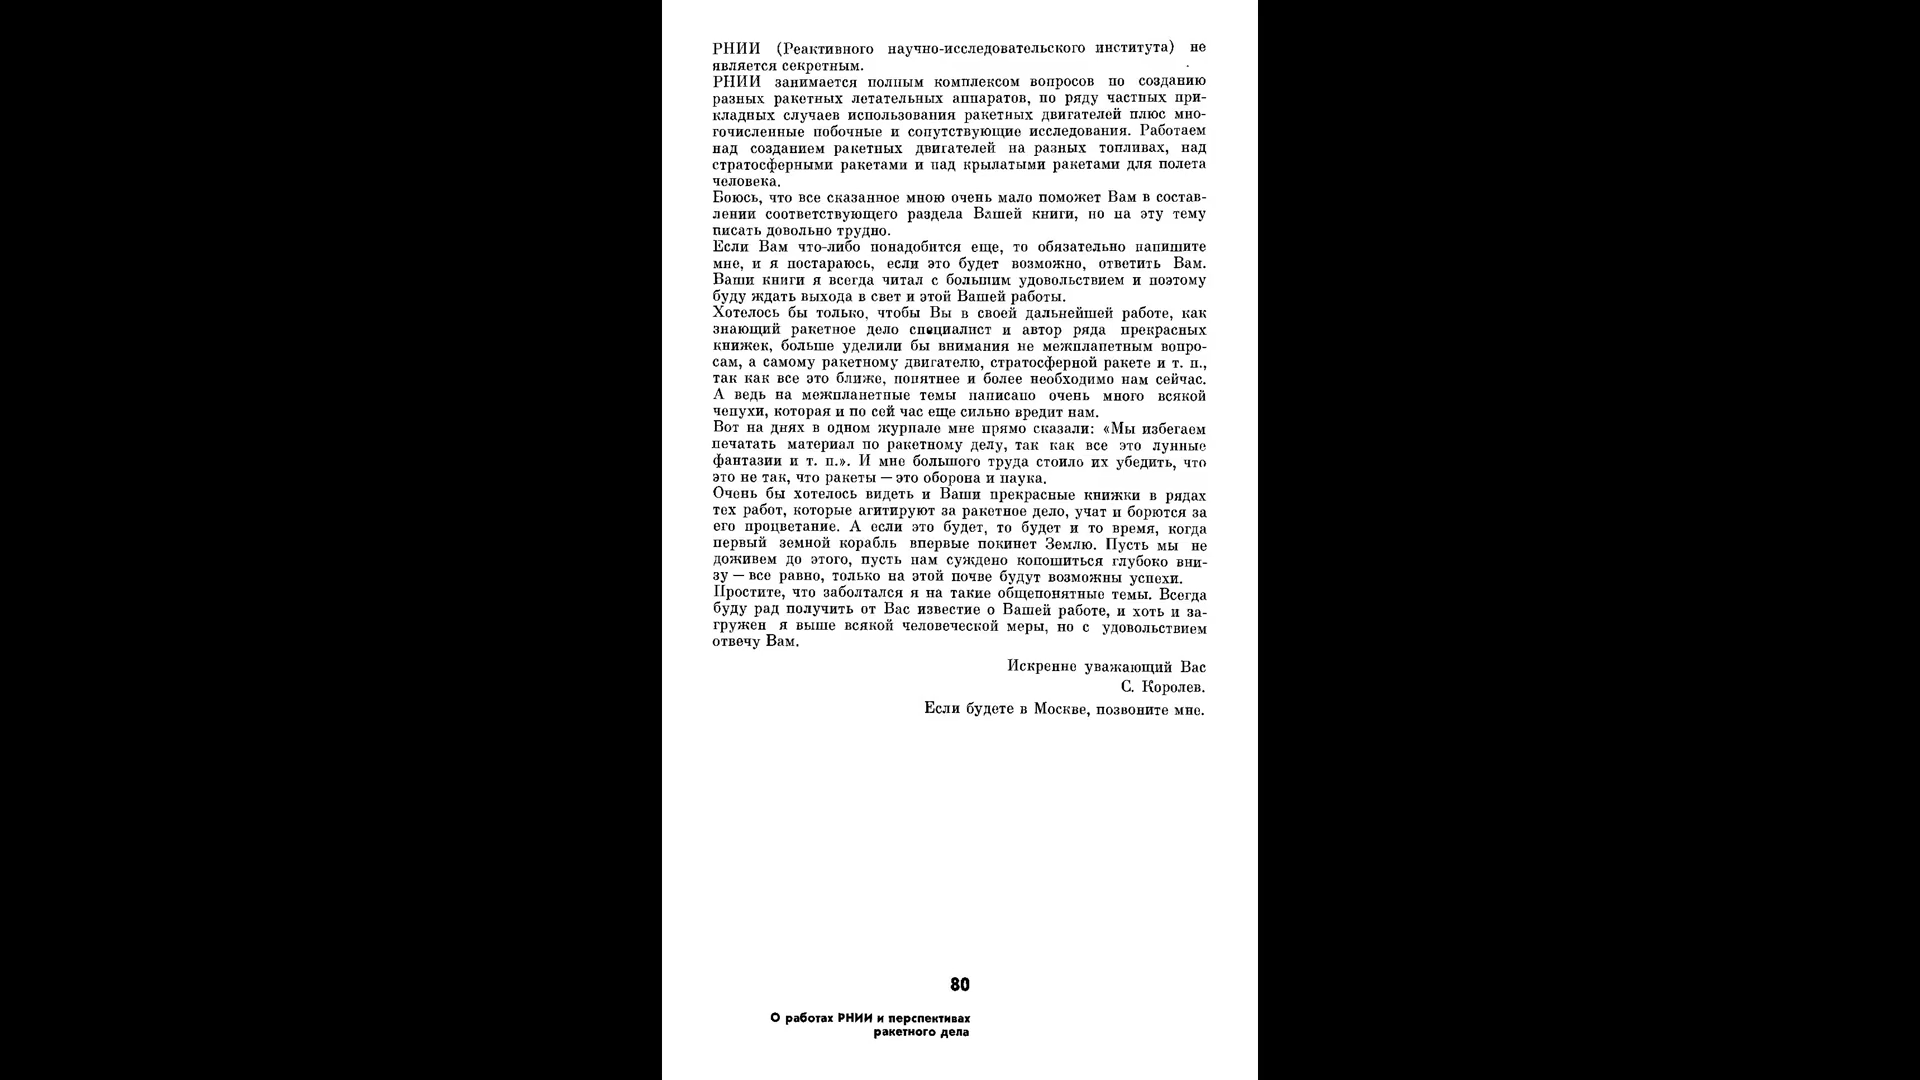 РНИИ (Реактивного научно-исследовательского института) не
является секретным.
РНИИ занимается полным комплексом вопросов по созданию
разных ракетных летательных аппаратов, по ряду частных при-
кладных случаев использования ракетных двигателей плюс мно-
гочисленные побочные и сопутствующие исследования. Работаем
над созданием ракетных двигателей на разных топливах, над
стратосферными ракетами и над крылатыми ракетами для полета
человека.
Боюсь, что все сказанное мною очень мало поможет Вам в состав-
лении соответствующего раздела Вашей книги, но на эту тему
писать довольно трудно.
Если Вам что-либо понадобится еще, то обязательно напишите
мне, и я постараюсь, если это будет возможно, ответить Вам.
Ваши книги я всегда читал с большим удовольствием и поэтому
буду ждать выхода в свет и этой Вашей работы.
Хотелось бы только, чтобы Вы в своей дальнейшей работе, как
знающий ракетное дело специалист и автор ряда прекрасных
книжек, больше уделили бы внимания не межпланетным вопро-
сам, а самому ракетному двигателю, стратосферной ракете и т. п.,
так как все это ближе, понятнее и более необходимо нам сейчас.
А ведь на межпланетные темы написано очень много всякой
чепухи, которая и по сей час еще сильно вредит нам.
Вот на днях в одном журнале мне прямо сказали: «Мы избегаем
печатать материал по ракетному делу, так как все это лунные
фантазии и т. п.». И мне большого труда стоило их убедить, что
это не так, что ракеты — это оборона и наука.
Очень бы хотелось видеть и Ваши прекрасные книжки в рядах
тех работ, которые агитируют за ракетное дело, учат и борются за
его процветание. А если это будет, то будет и то время, когда
первый земной корабль впервые покинет Землю. Пусть мы не
доживем до этого, пусть нам суждено копошиться глубоко вни-
зу — все равно, только на этой почве будут возможны успехи.
Простите, что заболтался я на такие общепонятные темы. Всегда
буду рад получить от Вас известие о Вашей работе, и хоть и за-
гружен я выше всякой человеческой меры, но с удовольствием
отвечу Вам.
Искренне уважающий Вас
С. Королев.
Если будете в Москве, позвоните мне.
80
О работах РНИИ и перспективах
ракетного дела